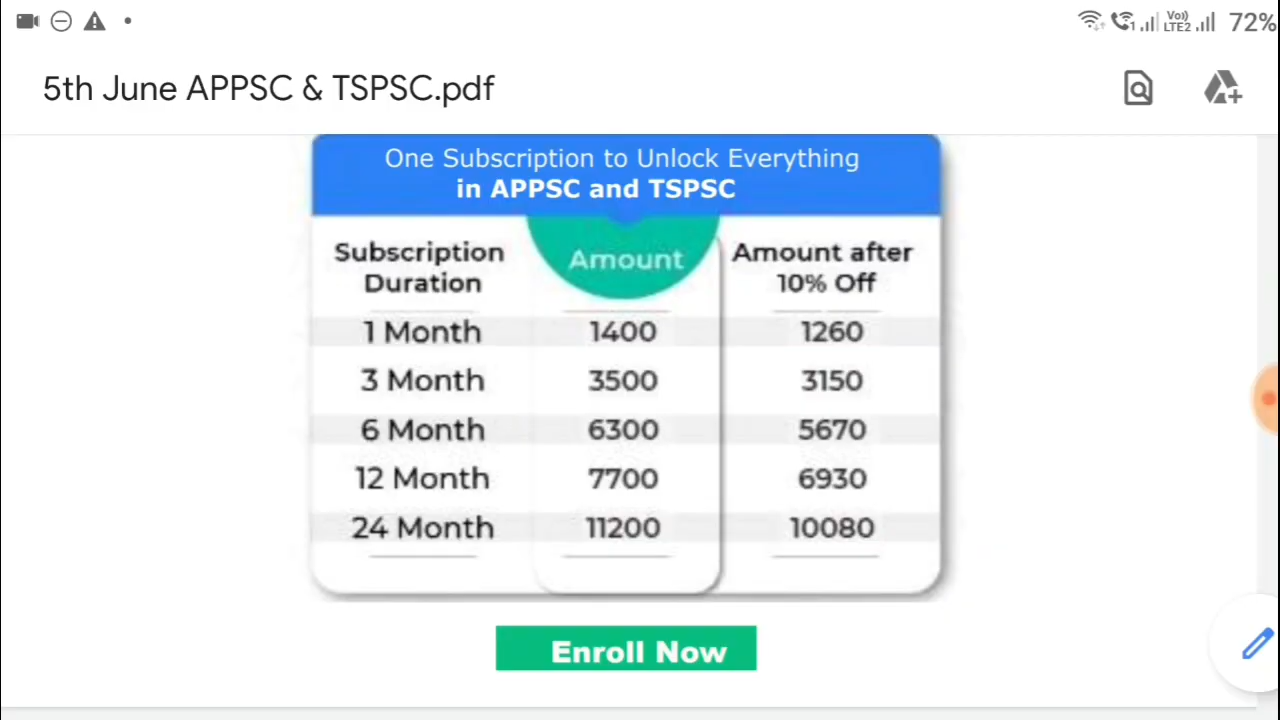 Vo)) LTE2 72%
5th June APPSC & TSPSC.pdf
One Subscription to Unlock Everything
in APPSC and TSPSC
Subscription Duration Amount Amount after 10% Off
1 Month 1400 1260
3 Month 3500 3150
6 Month 6300 5670
12 Month 7700 6930
24 Month 11200 10080
Enroll Now